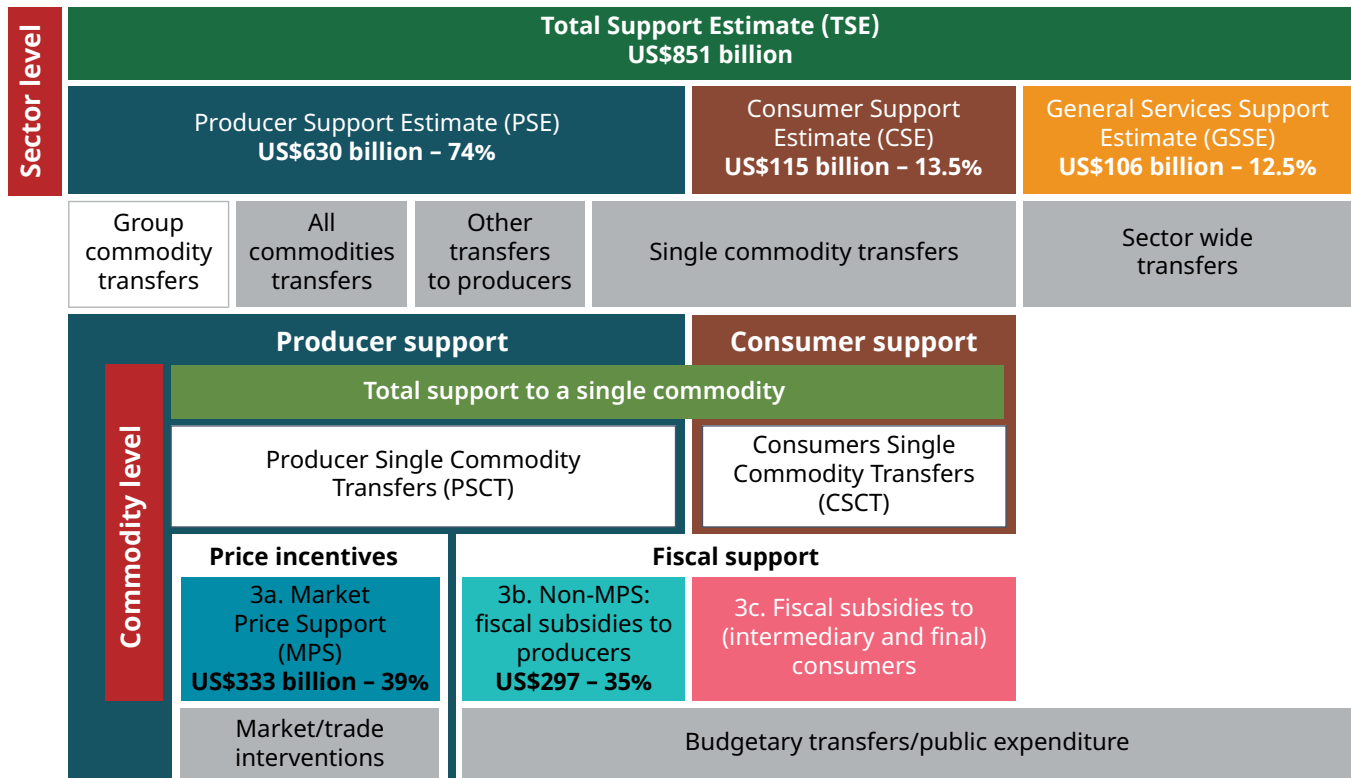 Sector level
Total Support Estimate (TSE)
US$851 billion
Producer Support Estimate (PSE)
US$630 billion – 74%
Consumer Support
Estimate (CSE)
US$115 billion – 13.5%
General Services Support
Estimate (GSSE)
US$106 billion – 12.5%
Group
commodity
transfers
All
commodities
transfers
Other
transfers
to producers
Single commodity transfers
Sector wide
transfers
Producer support
Consumer support
Commodity level
Total support to a single commodity
Producer Single Commodity
Transfers (PSCT)
Consumers Single
Commodity Transfers
(CSCT)
Price incentives
Fiscal support
3a. Market
Price Support
(MPS)
US$333 billion – 39%
3b. Non-MPS:
fiscal subsidies to
producers
US$297 – 35%
3c. Fiscal subsidies to
(intermediary and final)
consumers
Market/trade
interventions
Budgetary transfers/public expenditure